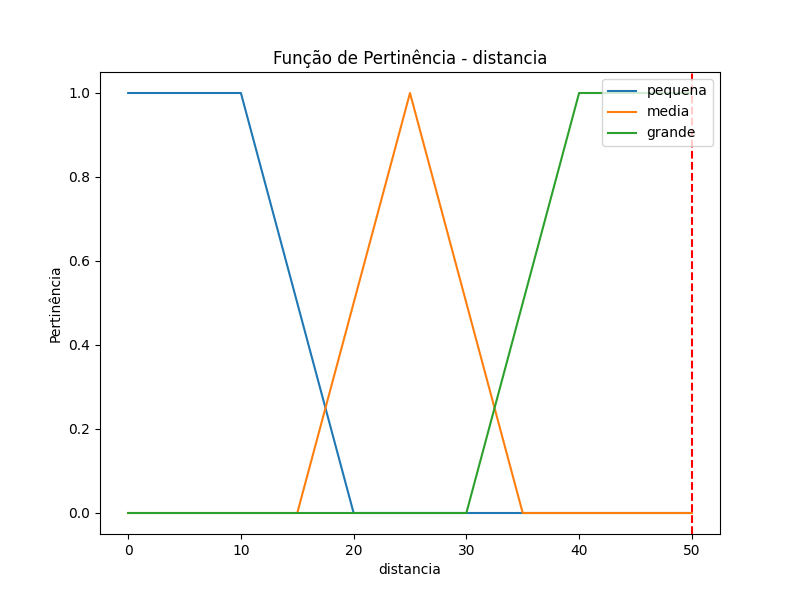 Função de Pertinência - distancia
pequena
media
grande
Pertinência
1.0
0.8
0.6
0.4
0.2
0.0
0 10 20 30 40 50
distancia